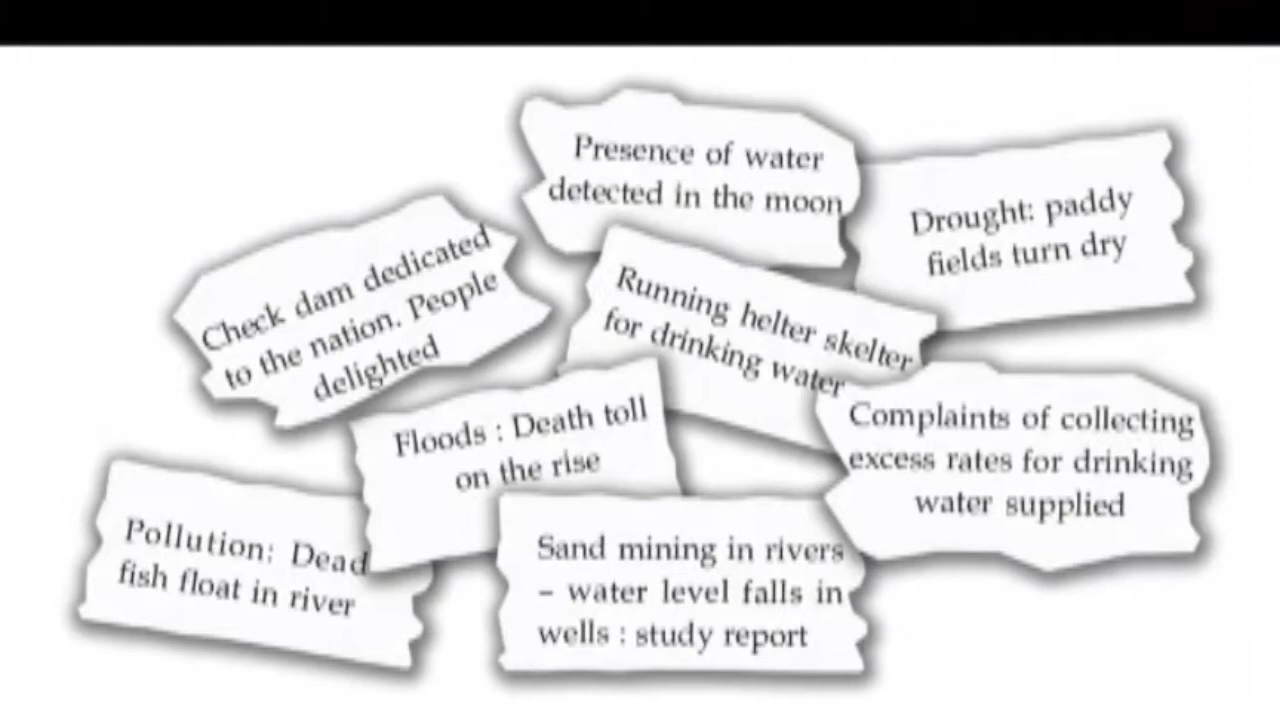 Presence of water
detected in the moon
Drought: paddy
fields turn dry
Check dam dedicated
to the nation. People
delighted
Running helter skelter
for drinking water
Floods : Death toll
on the rise
Complaints of collecting
excess rates for drinking
water supplied
Pollution: Dead
fish float in river
Sand mining in rivers
– water level falls in
wells : study report